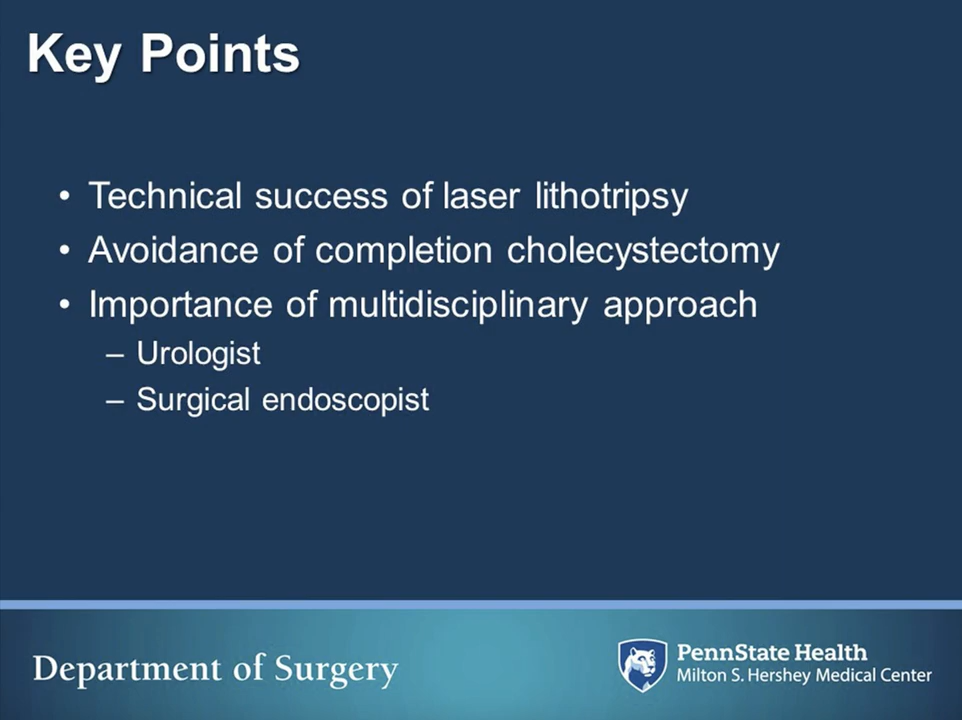 Key Points
• Technical success of laser lithotripsy
• Avoidance of completion cholecystectomy
• Importance of multidisciplinary approach
– Urologist
– Surgical endoscopist
Department of Surgery
PennState Health
Milton S. Hershey Medical Center